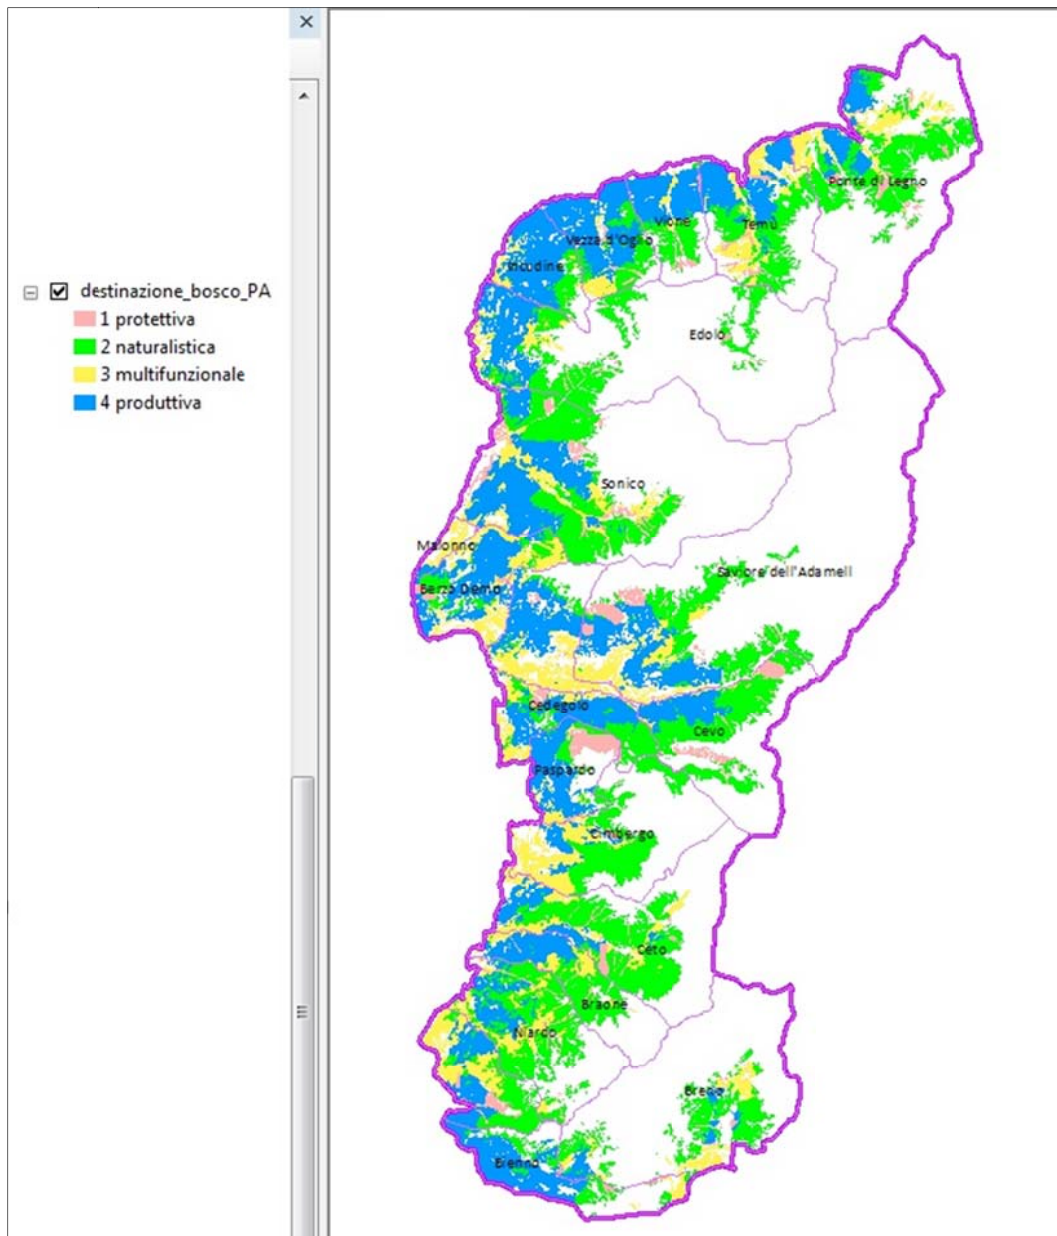 destinazione_bosco_PA
1 protettiva
2 naturalistica
3 multifunzionale
4 produttiva
Ponte di Legno
Vione
Temù
Vezza d'Oglio
Incudine
Edolo
Sonico
Malonno
Saviore dell'Adamell
Berzo Demo
Cedegolo
Cevo
Paspardo
Cimbergo
Ceto
Braone
Niardo
Breno